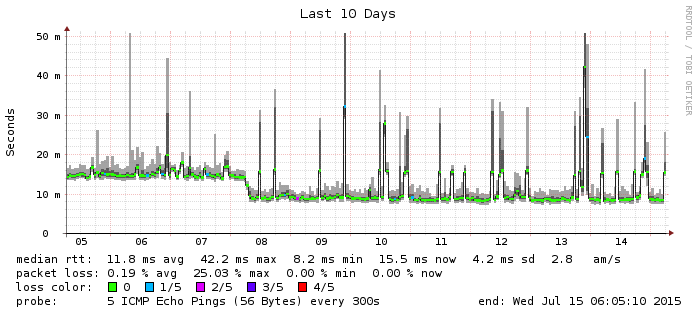 Last 10 Days
RRDTOOL / TOBI OETIKER
Seconds
50 m
40 m
30 m
20 m
10 m
0
05 06 07 08 09 10 11 12 13 14
median rtt: 11.8 ms avg 42.2 ms max 8.2 ms min 15.5 ms now 4.2 ms sd 2.8 am/s
packet loss: 0.19 % avg 25.03 % max 0.00 % min 0.00 % now
loss color: 0 1/5 2/5 3/5 4/5
probe: 5 ICMP Echo Pings (56 Bytes) every 300s end: Wed Jul 15 06:05:10 2015